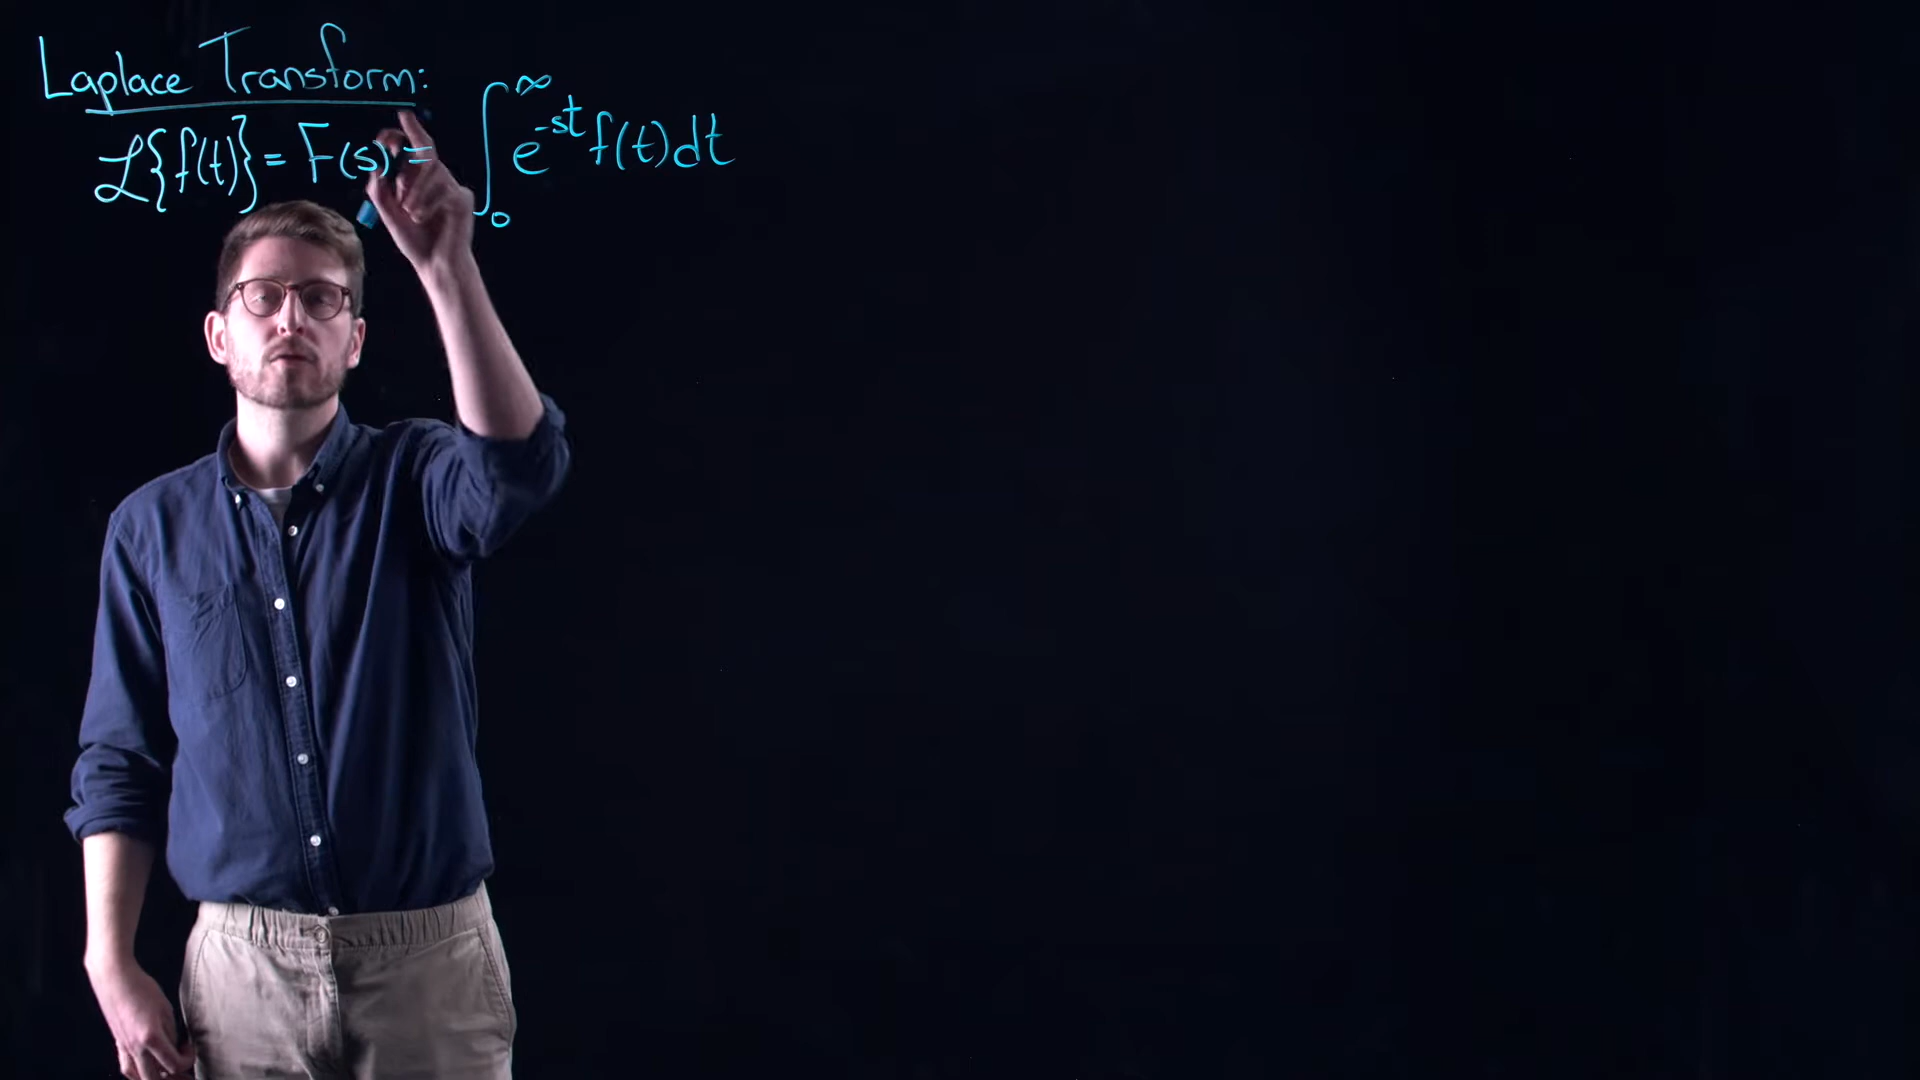 Laplace Transform:
ℒ{f(t)} = F(s) = ∫₀^∞ e^{-st} f(t) dt